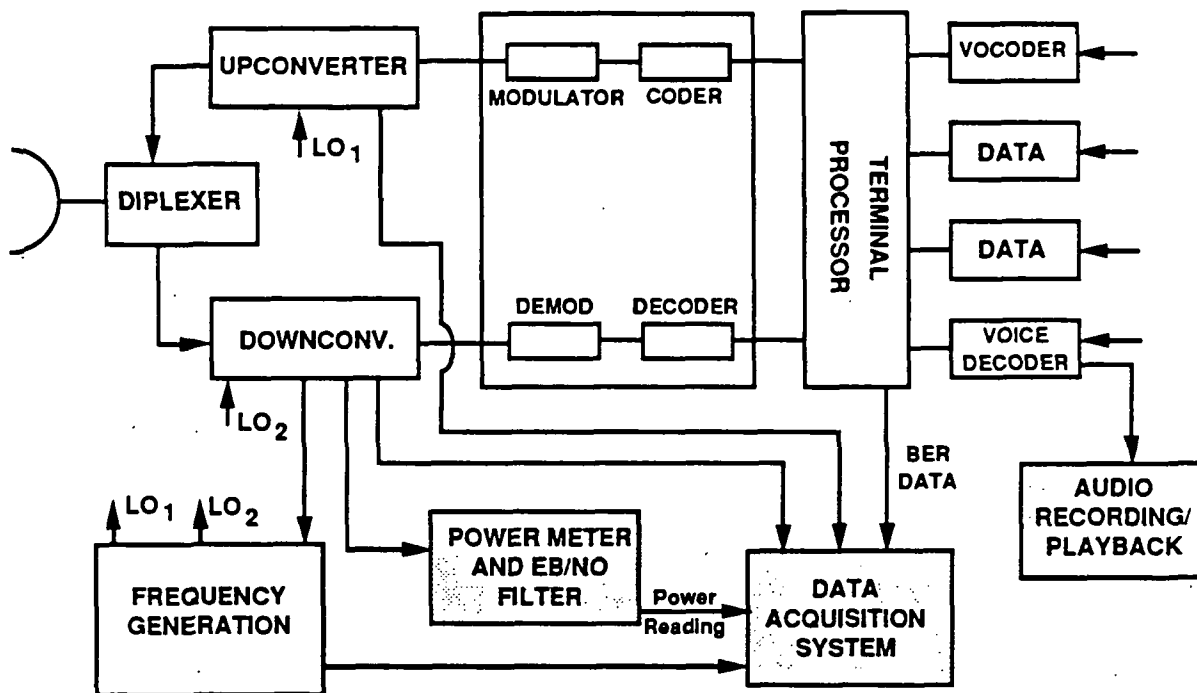 UPCONVERTER
MODULATOR
CODER
VOCODER
LO1
TERMINAL
PROCESSOR
DATA
DIPLEXER
DATA
DEMOD
DECODER
DOWNCONV.
VOICE
DECODER
LO2
BER
DATA
LO1
LO2
POWER METER
AND EB/NO
FILTER
AUDIO
RECORDING/
PLAYBACK
FREQUENCY
GENERATION
Power
Reading
DATA
ACQUISITION
SYSTEM